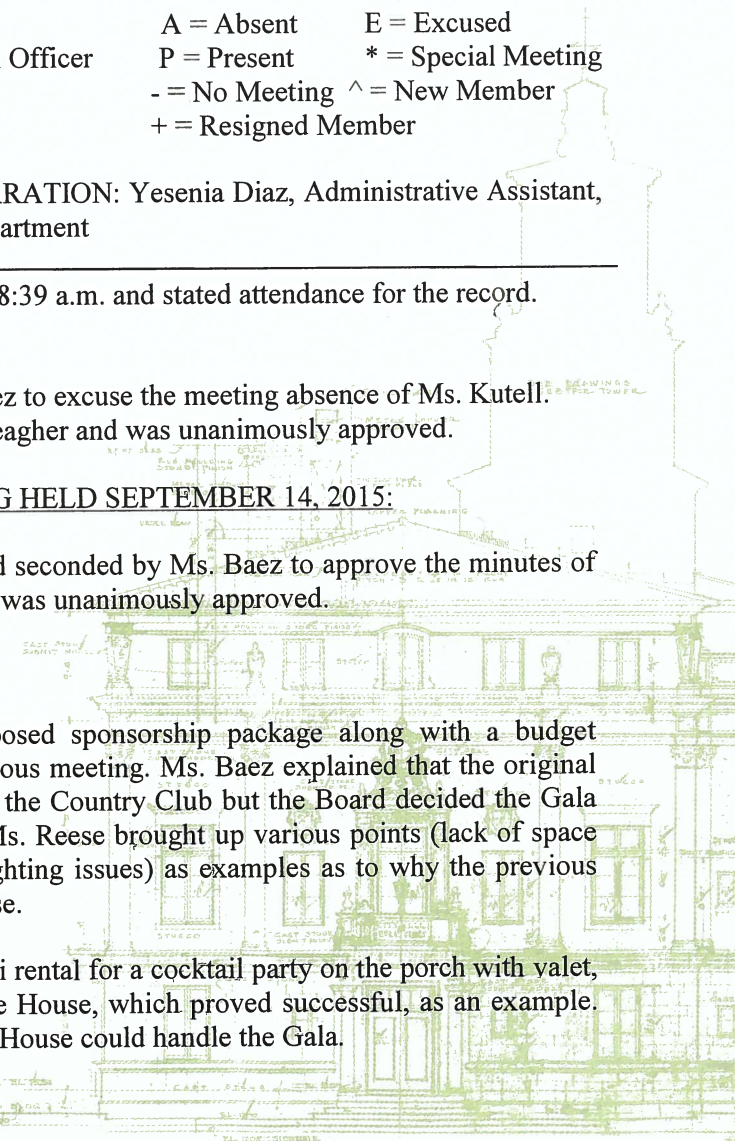 A = Absent E = Excused
Officer P = Present * = Special Meeting
- = No Meeting ^ = New Member
+ = Resigned Member
RATION: Yesenia Diaz, Administrative Assistant,
artment
8:39 a.m. and stated attendance for the record.
ez to excuse the meeting absence of Ms. Kutell.
eagher and was unanimously approved.
G HELD SEPTEMBER 14, 2015:
d seconded by Ms. Baez to approve the minutes of
was unanimously approved.
posed sponsorship package along with a budget
ous meeting. Ms. Baez explained that the original
the Country Club but the Board decided the Gala
Ms. Reese brought up various points (lack of space
ghting issues) as examples as to why the previous
se.
i rental for a cocktail party on the porch with valet,
e House, which proved successful, as an example.
House could handle the Gala.